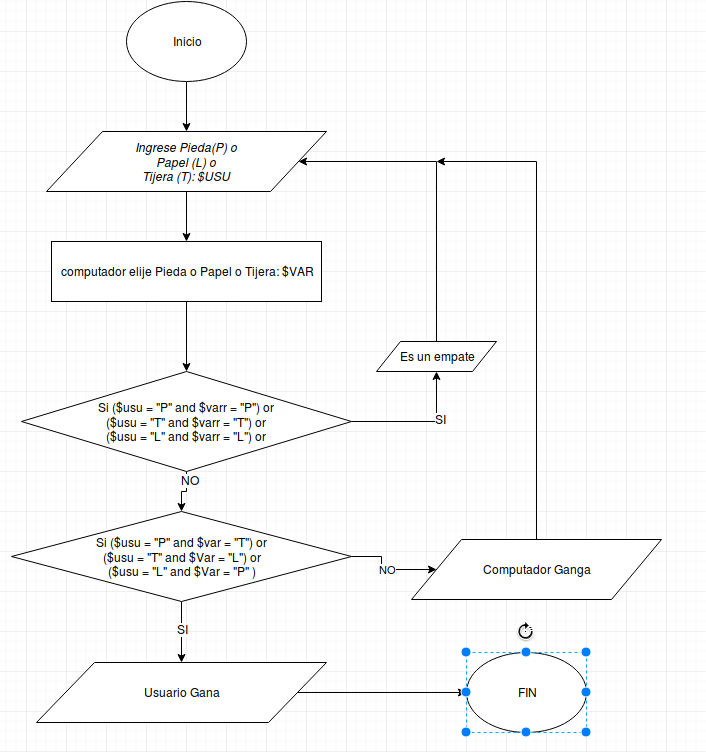 Inicio
Ingrese Pieda(P) o
Papel (L) o
Tijera (T): $USU
computador elije Pieda o Papel o Tijera: $VAR
Es un empate
Si ($usu = "P" and $varr = "P") or
($usu = "T" and $varr = "T") or
($usu = "L" and $varr = "L") or
SI
NO
Si ($usu = "P" and $var = "T") or
($usu = "T" and $Var = "L") or
($usu = "L" and $Var = "P" )
NO
Computador Ganga
SI
Usuario Gana
FIN